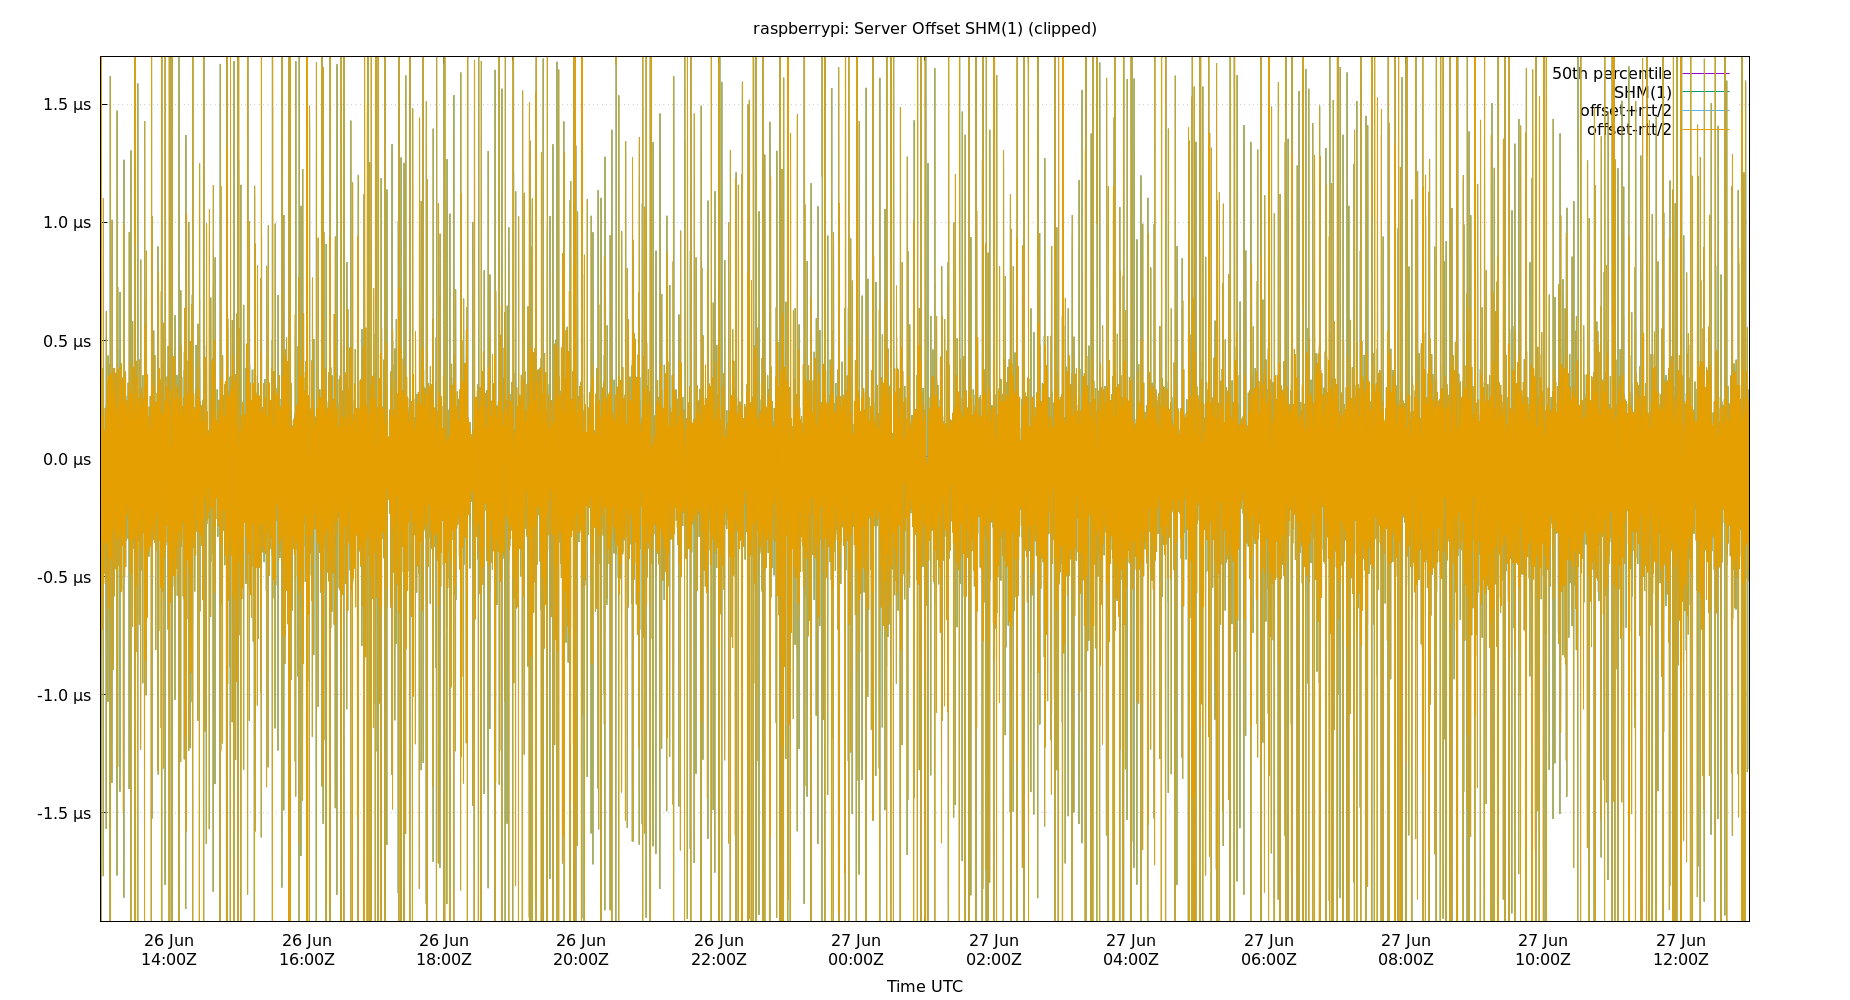 raspberrypi: Server Offset SHM(1) (clipped)
50th percentile
SHM(1)
offset+rtt/2
offset-rtt/2
1.5 µs
1.0 µs
0.5 µs
0.0 µs
-0.5 µs
-1.0 µs
-1.5 µs
26 Jun 26 Jun 26 Jun 26 Jun 26 Jun 27 Jun 27 Jun 27 Jun 27 Jun 27 Jun 27 Jun 27 Jun
14:00Z 16:00Z 18:00Z 20:00Z 22:00Z 00:00Z 02:00Z 04:00Z 06:00Z 08:00Z 10:00Z 12:00Z
Time UTC